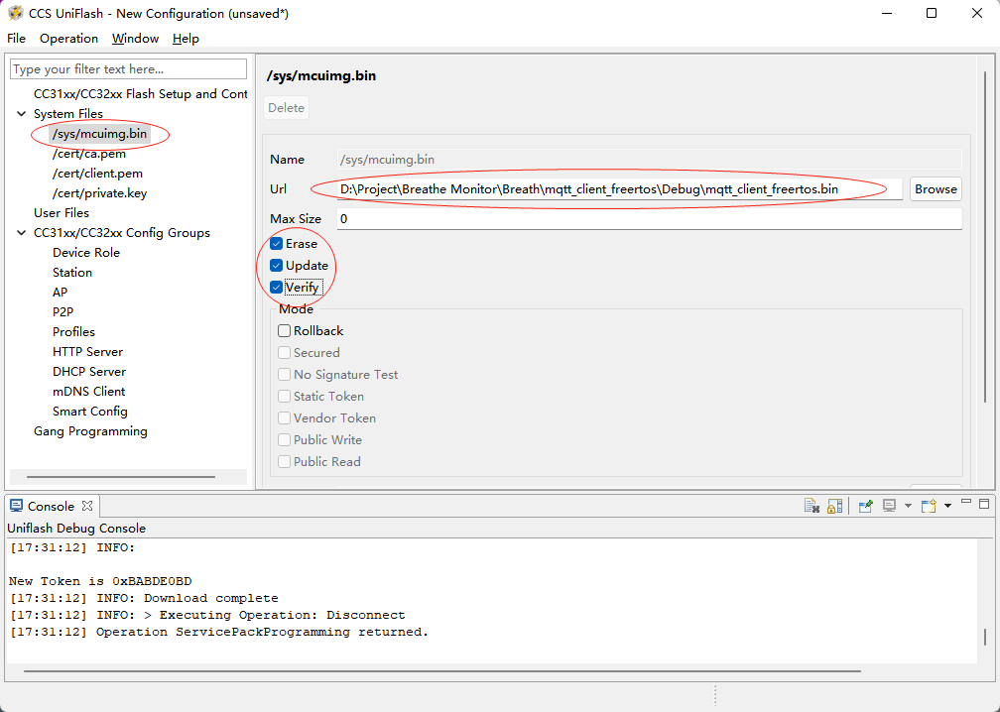 CCS UniFlash - New Configuration (unsaved*)
File Operation Window Help
Type your filter text here...
CC31xx/CC32xx Flash Setup and Cont
System Files
/sys/mcuimg.bin
/cert/ca.pem
/cert/client.pem
/cert/private.key
User Files
CC31xx/CC32xx Config Groups
Device Role
Station
AP
P2P
Profiles
HTTP Server
DHCP Server
mDNS Client
Smart Config
Gang Programming
/sys/mcuimg.bin
Delete
Name /sys/mcuimg.bin
Url D:\Project\Breathe Monitor\Breath\mqtt_client_freertos\Debug\mqtt_client_freertos.bin Browse
Max Size 0
Erase
Update
Verify
Mode
Rollback
Secured
No Signature Test
Static Token
Vendor Token
Public Write
Public Read
Console
Uniflash Debug Console
[17:31:12] INFO:
New Token is 0xBABDE0BD
[17:31:12] INFO: Download complete
[17:31:12] INFO: > Executing Operation: Disconnect
[17:31:12] Operation ServicePackProgramming returned.